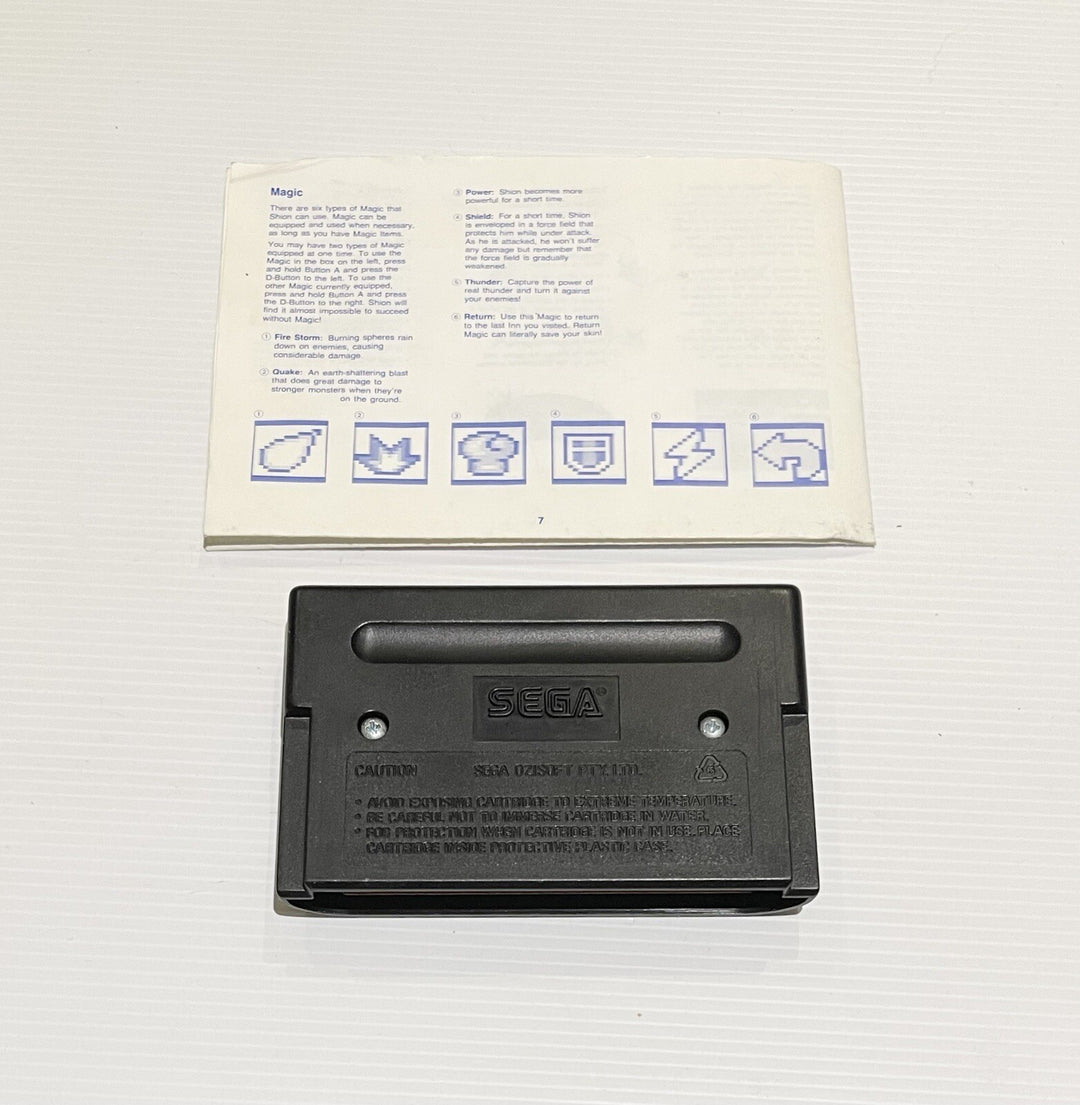 Magic
There are six types of Magic that
Shion can use. Magic can be
equipped and used when necessary,
as long as you have Magic Items.
You may have two types of Magic
equipped at one time. To use the
Magic in the box on the left, press
and hold Button A and press the
D-Button to the left. To use the
other Magic currently equipped,
press and hold Button A and press
the D-Button to the right. Shion will
find it almost impossible to succeed
without Magic!
① Fire Storm: Burning spheres rain
down on enemies, causing
considerable damage.
② Quake: An earth-shattering blast
that does great damage to
stronger monsters when they're
on the ground.
③ Power: Shion becomes more
powerful for a short time.
④ Shield: For a short time, Shion
is enveloped in a force field that
protects him while under attack.
As he is attacked, he won't suffer
any damage but remember that
the force field is gradually
weakened.
⑤ Thunder: Capture the power of
real thunder and turn it against
your enemies!
⑥ Return: Use this Magic to return
to the last Inn you visited. Return
Magic can literally save your skin!
① ② ③ ④ ⑤ ⑥
7
SEGA®
CAUTION SEGA OZISOFT PTY. LTD.
• AVOID EXPOSING CARTRIDGE TO EXTREME TEMPERATURE.
• BE CAREFUL NOT TO IMMERSE CARTRIDGE IN WATER.
• FOR PROTECTION WHEN CARTRIDGE IS NOT IN USE. PLACE
CARTRIDGE INSIDE PROTECTIVE PLASTIC CASE.